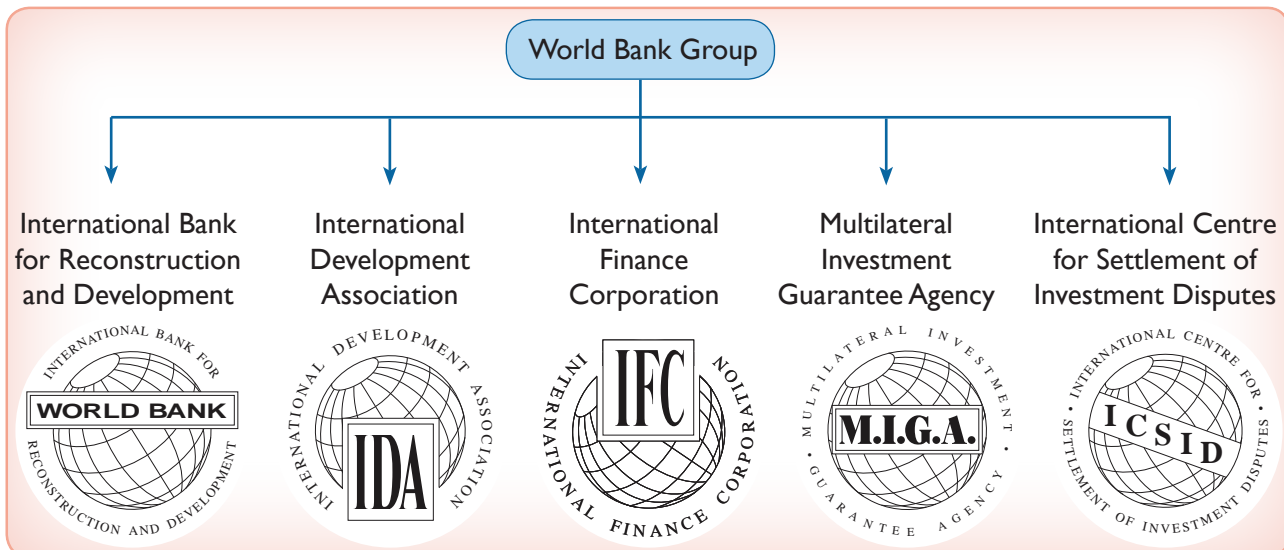 World Bank Group
International Bank
for Reconstruction
and Development
International
Development
Association
International
Finance
Corporation
Multilateral
Investment
Guarantee Agency
International Centre
for Settlement of
Investment Disputes
INTERNATIONAL BANK FOR
WORLD BANK
RECONSTRUCTION AND DEVELOPMENT
INTERNATIONAL DEVELOPMENT ASSOCIATION
IDA
IFC
INTERNATIONAL FINANCE CORPORATION
MULTILATERAL INVESTMENT
M.I.G.A.
• GUARANTEE AGENCY •
INTERNATIONAL CENTRE FOR
ICSID
• SETTLEMENT OF INVESTMENT DISPUTES •